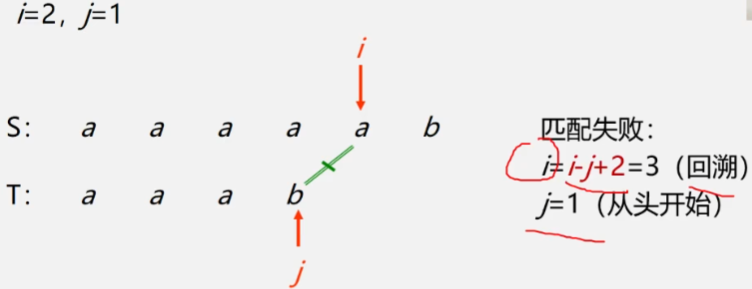 i=2, j=1
i
S: a a a a a b
匹配失败:
i=i-j+2=3（回溯）
T: a a a b
j=1（从头开始）
j